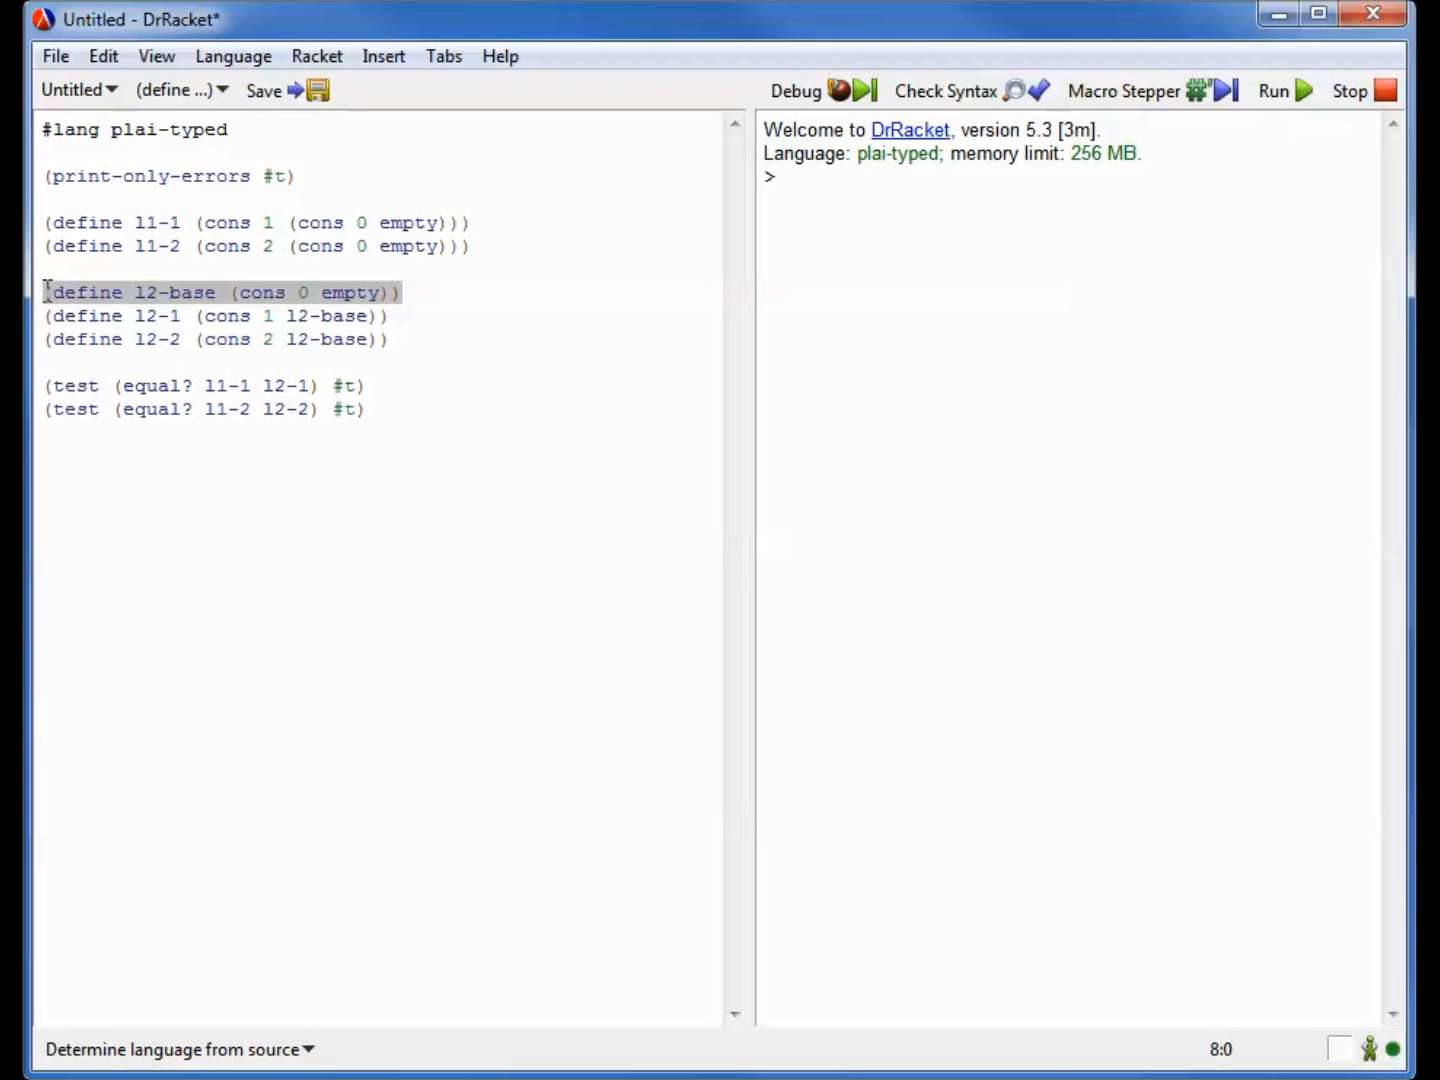 Untitled - DrRacket*
File Edit View Language Racket Insert Tabs Help
Untitled (define ...) Save Debug Check Syntax Macro Stepper Run Stop
#lang plai-typed
(print-only-errors #t)
(define l1-1 (cons 1 (cons 0 empty)))
(define l1-2 (cons 2 (cons 0 empty)))
(define l2-base (cons 0 empty))
(define l2-1 (cons 1 l2-base))
(define l2-2 (cons 2 l2-base))
(test (equal? l1-1 l2-1) #t)
(test (equal? l1-2 l2-2) #t)
Welcome to DrRacket, version 5.3 [3m].
Language: plai-typed; memory limit: 256 MB.
>
Determine language from source 8:0